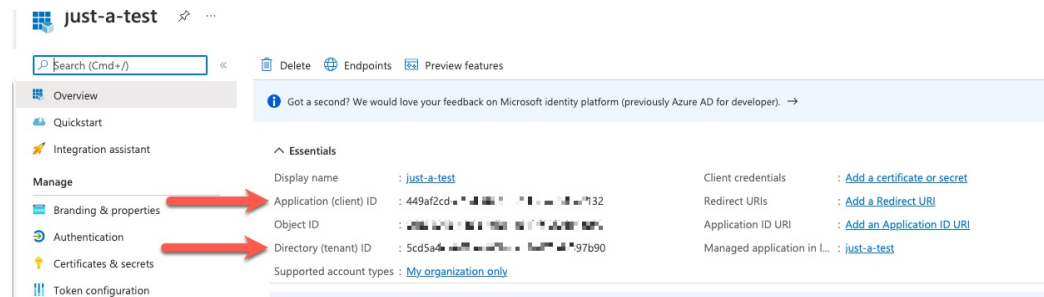 just-a-test
Search (Cmd+/)
Overview
Quickstart
Integration assistant
Manage
Branding & properties
Authentication
Certificates & secrets
Token configuration
Delete Endpoints Preview features
Got a second? We would love your feedback on Microsoft identity platform (previously Azure AD for developer). →
Essentials
Display name : just-a-test
Application (client) ID : 449af2cd- 132
Object ID :
Directory (tenant) ID : 5cd5a4 97b90
Supported account types : My organization only
Client credentials : Add a certificate or secret
Redirect URIs : Add a Redirect URI
Application ID URI : Add an Application ID URI
Managed application in l... : just-a-test